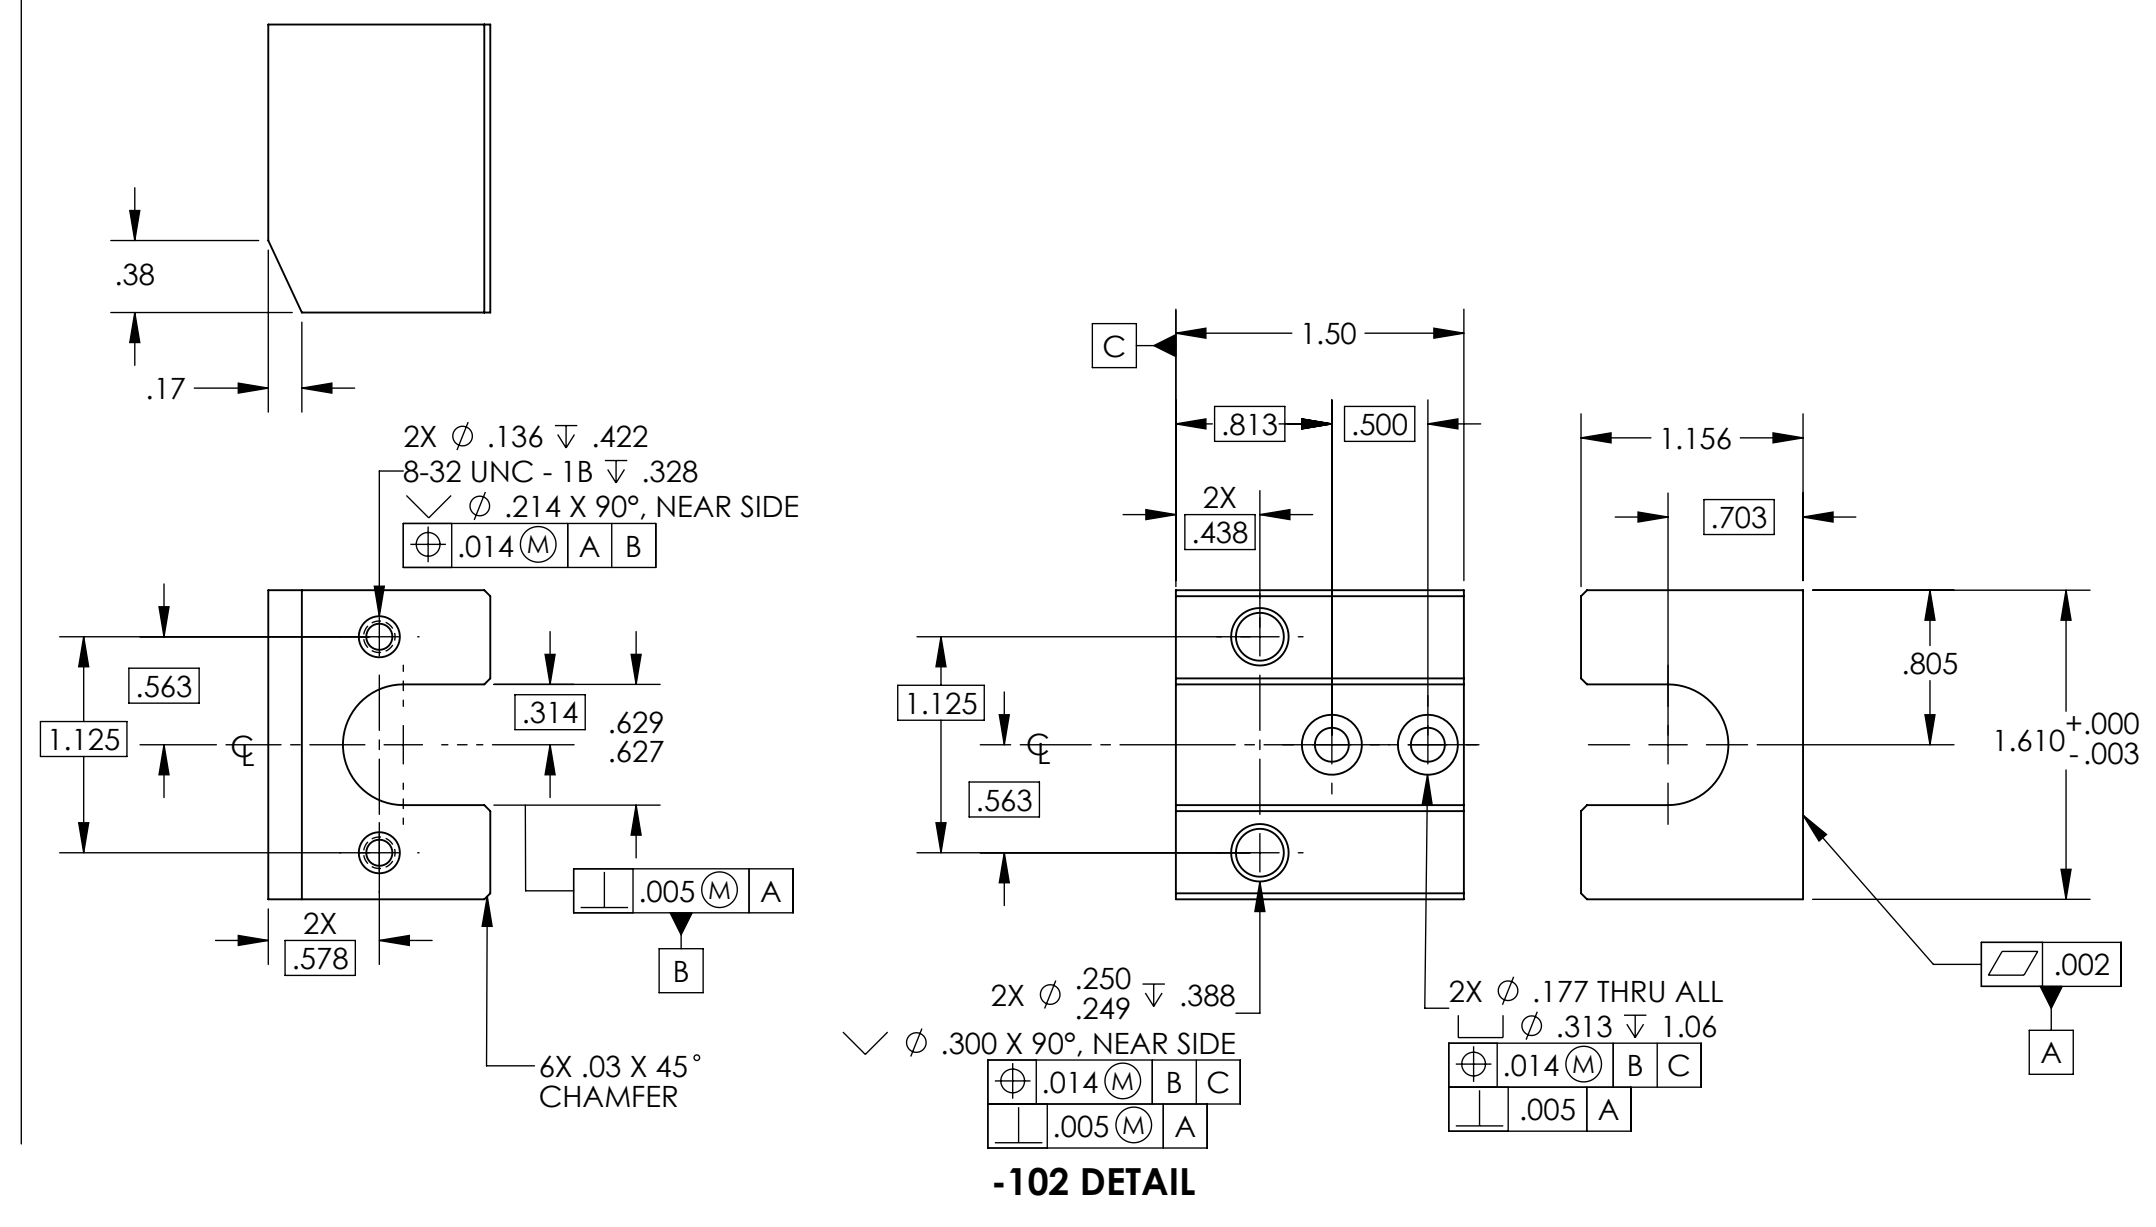 .38
.17
2X ⌀ .136 ↧ .422
8-32 UNC - 1B ↧ .328
⌵ ⌀ .214 X 90°, NEAR SIDE
⌖ .014 Ⓜ A B
.563
1.125
℄
.314
.629
.627
⟂ .005 Ⓜ A
B
2X
.578
6X .03 X 45°
CHAMFER
C
1.50
.813
.500
2X
.438
1.125
℄
.563
2X ⌀ .250
.249 ↧ .388
⌵ ⌀ .300 X 90°, NEAR SIDE
⌖ .014 Ⓜ B C
⟂ .005 Ⓜ A
2X ⌀ .177 THRU ALL
⌴ ⌀ .313 ↧ 1.06
⌖ .014 Ⓜ B C
⟂ .005 A
1.156
.703
.805
1.610 +.000
- .003
⏥ .002
A
-102 DETAIL